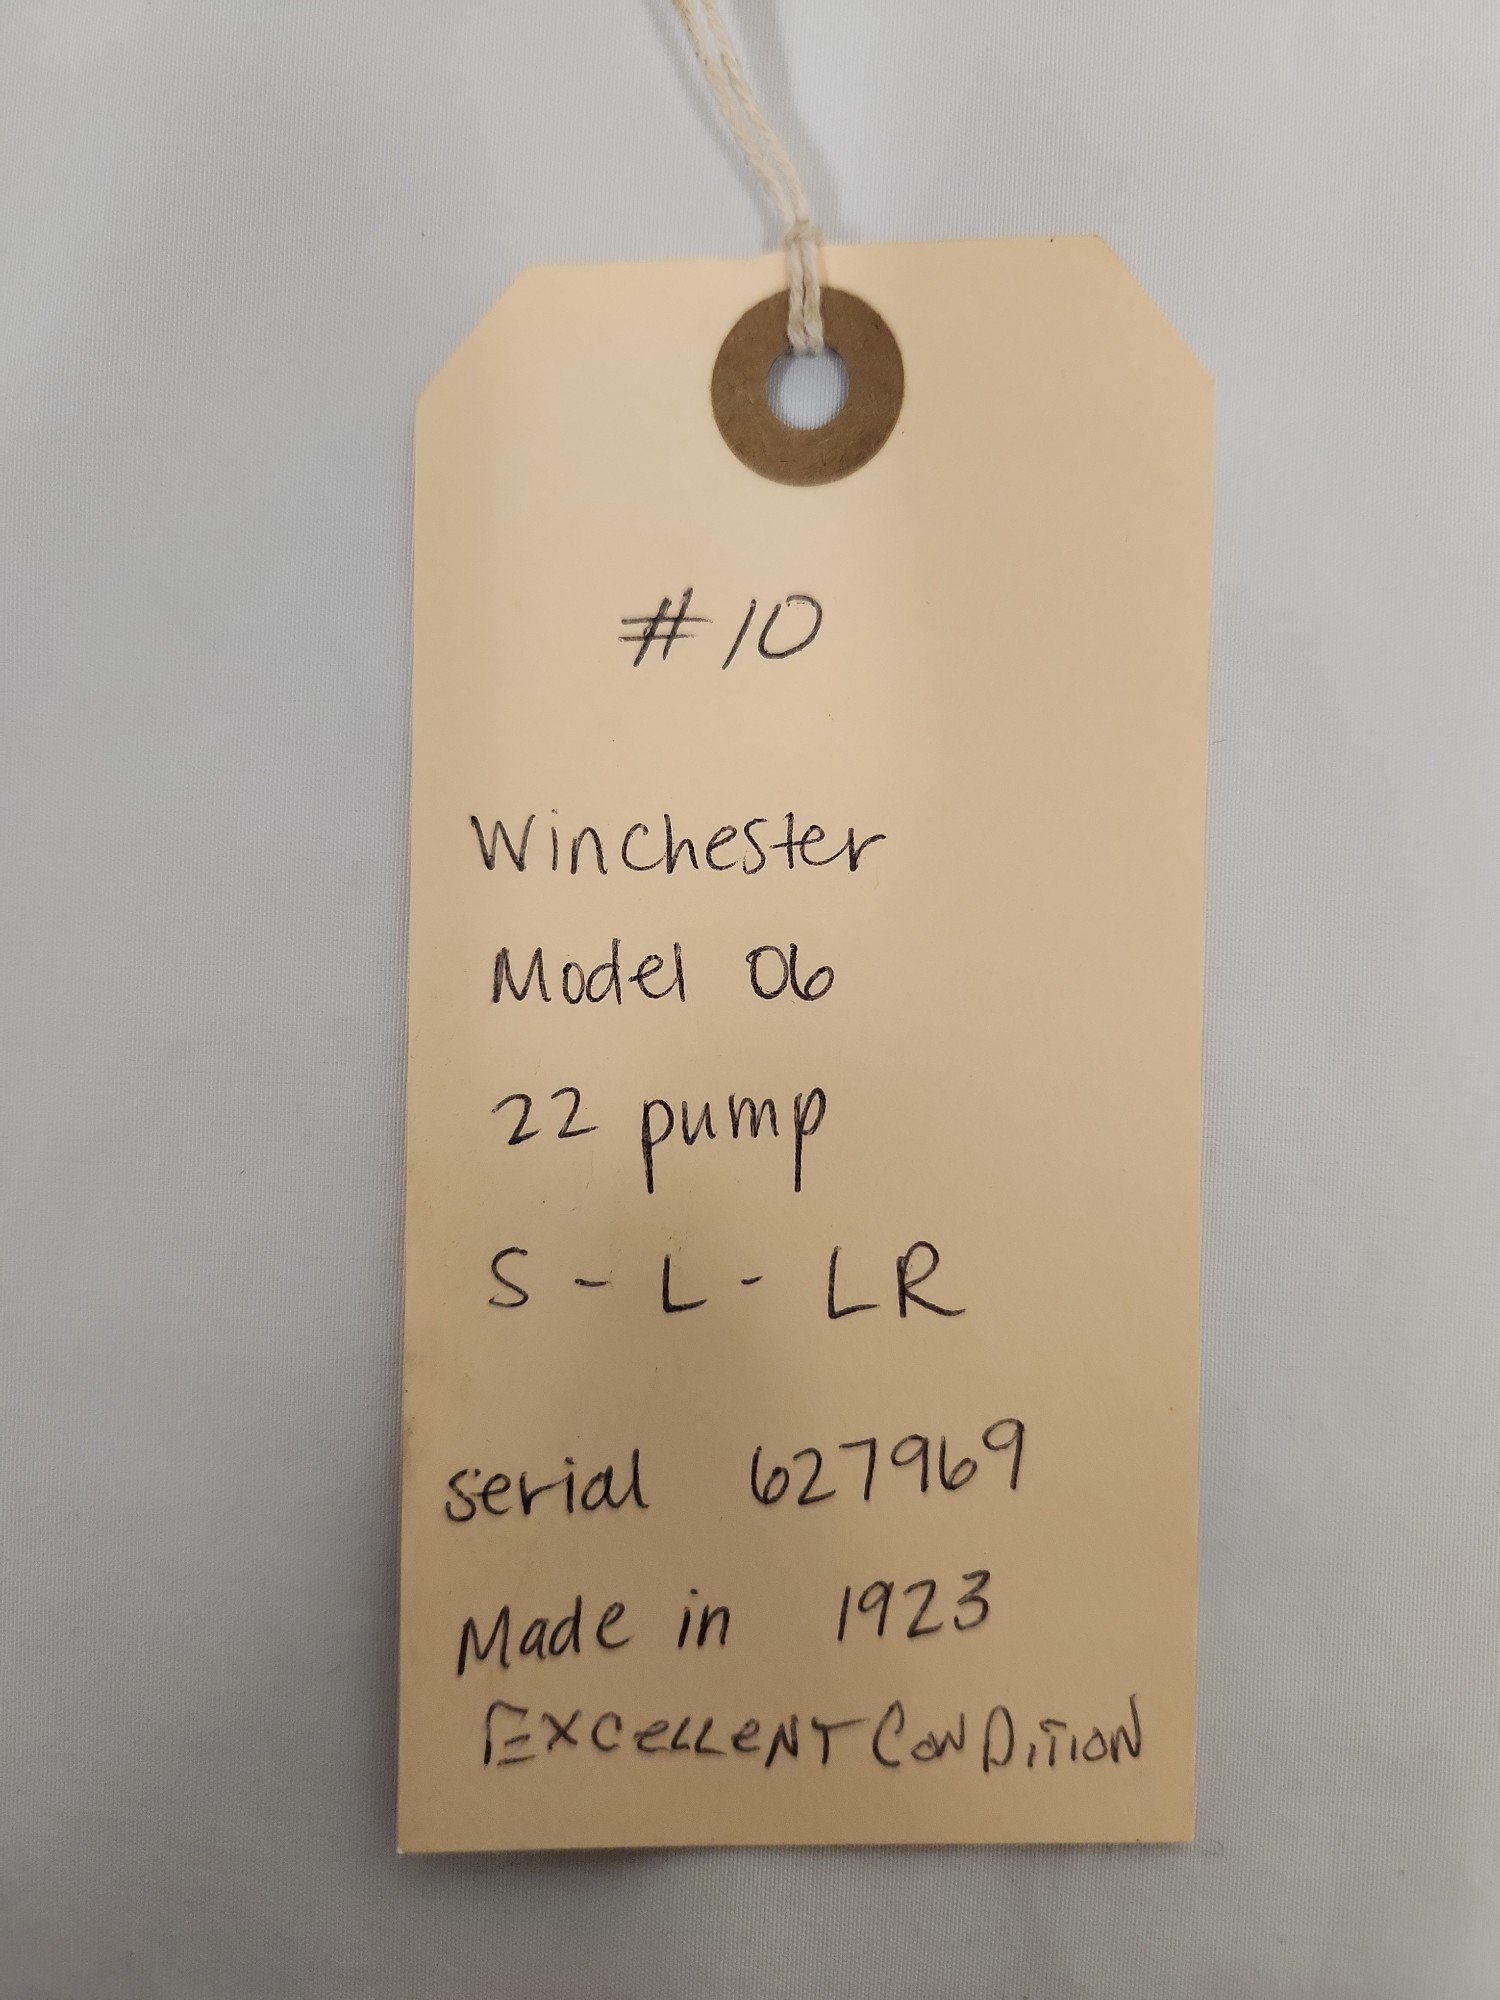 #10
Winchester
Model 06
22 pump
S - L - LR
serial 627969
Made in 1923
EXCeLLeNT CoNDiTioN